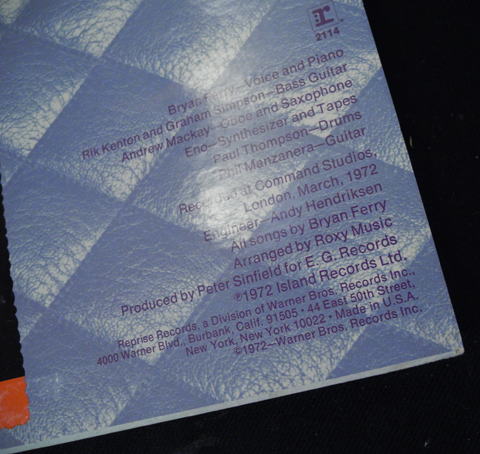 r
2114
Bryan Ferry—Voice and Piano
Rik Kenton and Graham Simpson—Bass Guitar
Andrew Mackay—Oboe and Saxophone
Eno—Synthesizer and Tapes
Paul Thompson—Drums
Phil Manzanera—Guitar
Recorded at Command Studios,
London, March, 1972
Engineer—Andy Hendriksen
All songs by Bryan Ferry
Arranged by Roxy Music
Produced by Peter Sinfield for E. G. Records
℗1972 Island Records Ltd.
Reprise Records, a Division of Warner Bros. Records Inc.,
4000 Warner Blvd., Burbank, Calif. 91505 • 44 East 50th Street,
New York, New York 10022 • Made in U.S.A.
©1972—Warner Bros. Records Inc.